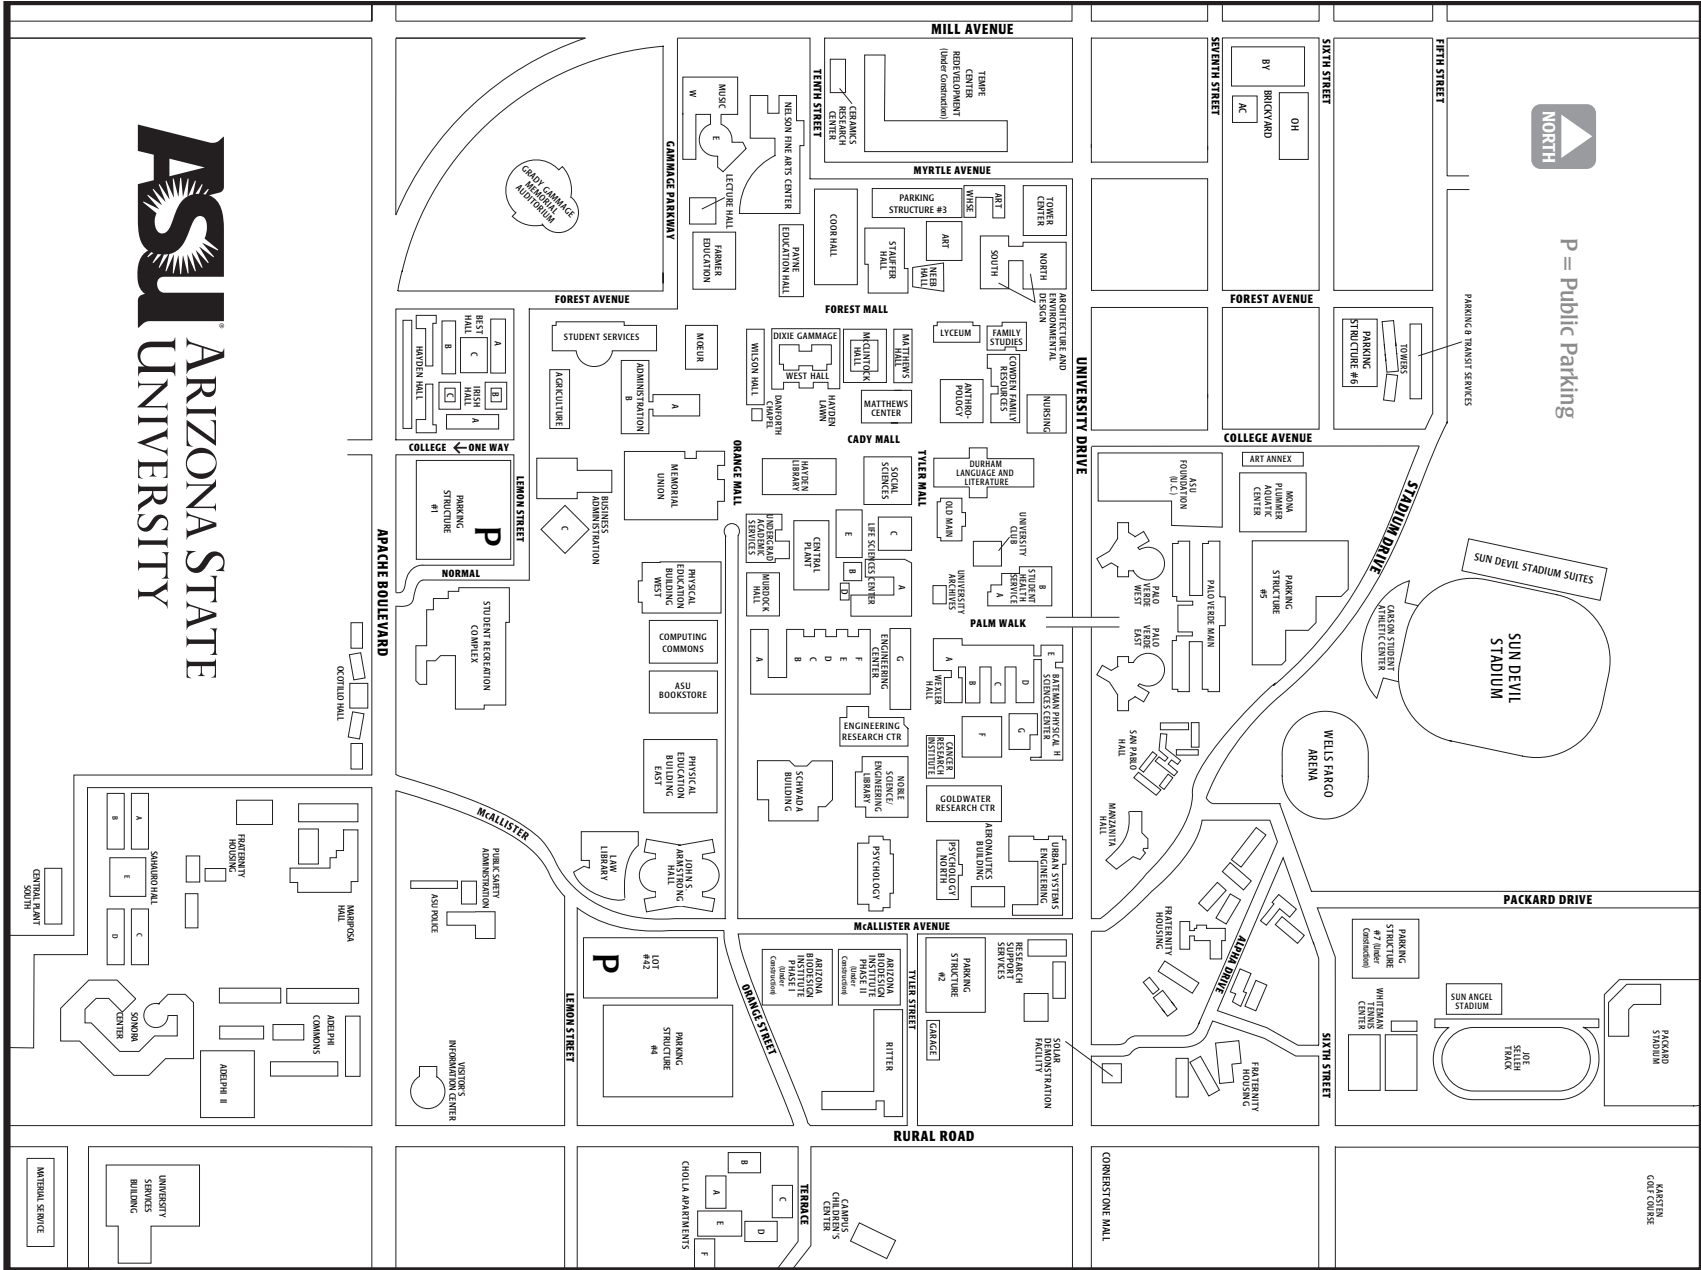 MILL AVENUE
SEVENTH STREET
SIXTH STREET
FIFTH STREET
TENTH STREET
BY
AC
BRICKYARD
OH
NORTH
MUSIC
W
E
NELSON FINE ARTS CENTER
CERAMICS
RESEARCH
CENTER
TEMPE
CENTER
REDEVELOPMENT
(Under Construction)
GAMMAGE PARKWAY
GRADY GAMMAGE
MEMORIAL
AUDITORIUM
LECTURE HALL
MYRTLE AVENUE
FARMER
EDUCATION
PAYNE
EDUCATION HALL
COOR HALL
PARKING
STRUCTURE #3
ART
WHSE
TOWER
CENTER
STAUFFER
HALL
ART
NEEB
HALL
SOUTH
NORTH
ARCHITECTURE AND
ENVIRONMENTAL
DESIGN
P = Public Parking
ASU
®
ARIZONA STATE
UNIVERSITY
FOREST AVENUE
FOREST MALL
FOREST AVENUE
BEST
HALL
A
B
C
HAYDEN HALL
IRISH
HALL
A
B
C
STUDENT SERVICES
MOEUR
AGRICULTURE
ADMINISTRATION
B
A
WILSON HALL
DIXIE GAMMAGE
WEST HALL
McCLINTOCK
HALL
MATTHEWS
HALL
DANFORTH
CHAPEL
HAYDEN
LAWN
MATTHEWS
CENTER
LYCEUM
FAMILY
STUDIES
COWDEN FAMILY
RESOURCES
ANTHRO-
POLOGY
NURSING
UNIVERSITY DRIVE
PARKING
STRUCTURE #6
TOWERS
PARKING & TRANSIT SERVICES
COLLEGE ← ONE WAY
CADY MALL
COLLEGE AVENUE
PARKING
STRUCTURE
#1
P
LEMON STREET
BUSINESS
ADMINISTRATION
C
MEMORIAL
UNION
ORANGE MALL
HAYDEN
LIBRARY
SOCIAL
SCIENCES
TYLER MALL
DURHAM
LANGUAGE AND
LITERATURE
UNDERGRAD
ACADEMIC
SERVICES
CENTRAL
PLANT
LIFE SCIENCES CENTER
E
C
B
D
A
OLD MAIN
UNIVERSITY
CLUB
MURDOCK
HALL
UNIVERSITY
ARCHIVES
STUDENT
HEALTH
SERVICE
B
A
ASU
FOUNDATION
(U.C.)
ART ANNEX
MONA
PLUMMER
AQUATIC
CENTER
PALO
VERDE
WEST
PALO VERDE MAIN
PALO
VERDE
EAST
PARKING
STRUCTURE
#5
STADIUM DRIVE
SUN DEVIL STADIUM SUITES
CARSON STUDENT
ATHLETIC CENTER
SUN DEVIL
STADIUM
NORMAL
APACHE BOULEVARD
STUDENT RECREATION
COMPLEX
OCOTILLO HALL
PHYSICAL
EDUCATION
BUILDING
WEST
COMPUTING
COMMONS
ASU
BOOKSTORE
PHYSICAL
EDUCATION
BUILDING
EAST
PALM WALK
ENGINEERING
CENTER
A
B
C
D
E
F
G
ENGINEERING
RESEARCH CTR
A
WEXLER
HALL
B
C
D
E
BATEMAN PHYSICAL
SCIENCES CENTER
H
F
G
CANCER
RESEARCH
INSTITUTE
SAN PABLO
HALL
WELLS FARGO
ARENA
SCHWADA
BUILDING
NOBLE
SCIENCE/
ENGINEERING
LIBRARY
GOLDWATER
RESEARCH CTR
MANZANITA
HALL
McALLISTER
LAW
LIBRARY
JOHN S.
ARMSTRONG
HALL
PSYCHOLOGY
PSYCHOLOGY
NORTH
AERONAUTICS
BUILDING
URBAN SYSTEMS
ENGINEERING
A
B
E
C
D
SAHUARO HALL
CENTRAL PLANT
SOUTH
FRATERNITY
HOUSING
MARIPOSA
HALL
PUBLIC SAFETY
ADMINISTRATION
ASU POLICE
PACKARD DRIVE
McALLISTER AVENUE
FRATERNITY
HOUSING
ALPHA DRIVE
LOT
#42
P
ARIZONA
BIODESIGN
INSTITUTE
PHASE I
(Under
Construction)
ARIZONA
BIODESIGN
INSTITUTE
PHASE II
(Under
Construction)
PARKING
STRUCTURE
#2
RESEARCH
SUPPORT
SERVICES
PARKING
STRUCTURE
#7 (Under
Construction)
WHITEMAN
TENNIS
CENTER
SUN ANGEL
STADIUM
JOE
SELLEH
TRACK
PACKARD
STADIUM
SONORA
CENTER
ADELPHI
COMMONS
ADELPHI II
VISITOR'S
INFORMATION CENTER
LEMON STREET
PARKING
STRUCTURE
#4
ORANGE STREET
TYLER STREET
GARAGE
RITTER
SOLAR
DEMONSTRATION
FACILITY
FRATERNITY
HOUSING
SIXTH STREET
RURAL ROAD
MATERIAL SERVICE
UNIVERSITY
SERVICES
BUILDING
CHOLLA APARTMENTS
B
A
C
E
D
F
TERRACE
CAMPUS
CHILDREN'S
CENTER
CORNERSTONE MALL
KARSTEN
GOLF COURSE